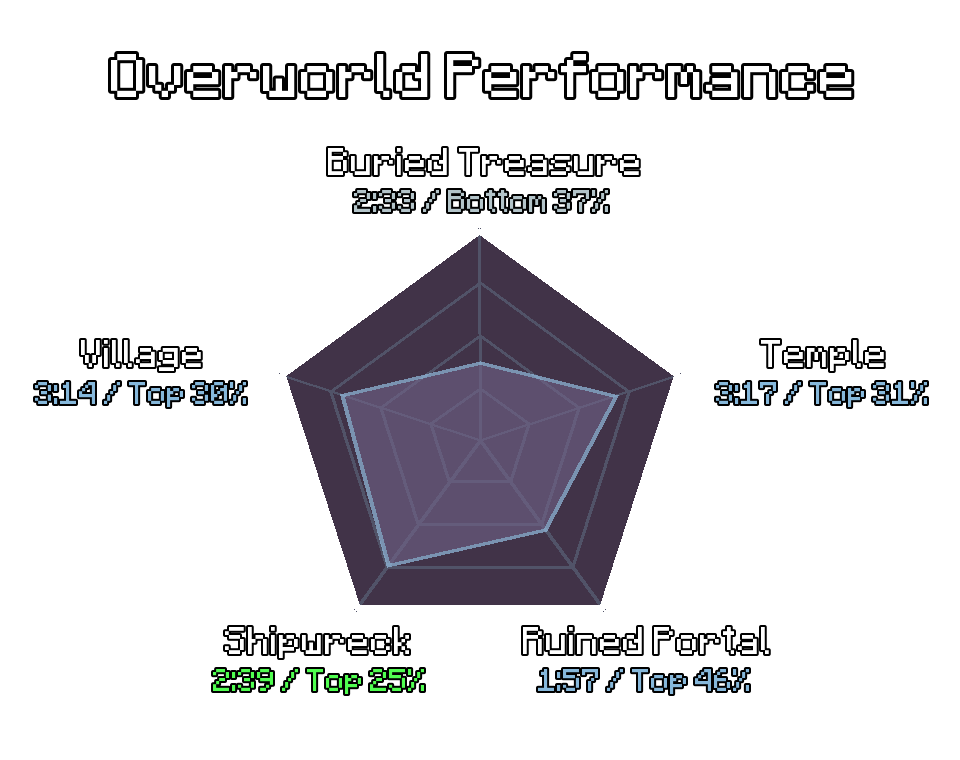 Overworld Performance
Buried Treasure
2:33 / Bottom 37%
Village
3:14 / Top 30%
Temple
3:17 / Top 31%
Shipwreck
2:39 / Top 25%
Ruined Portal
1:57 / Top 46%